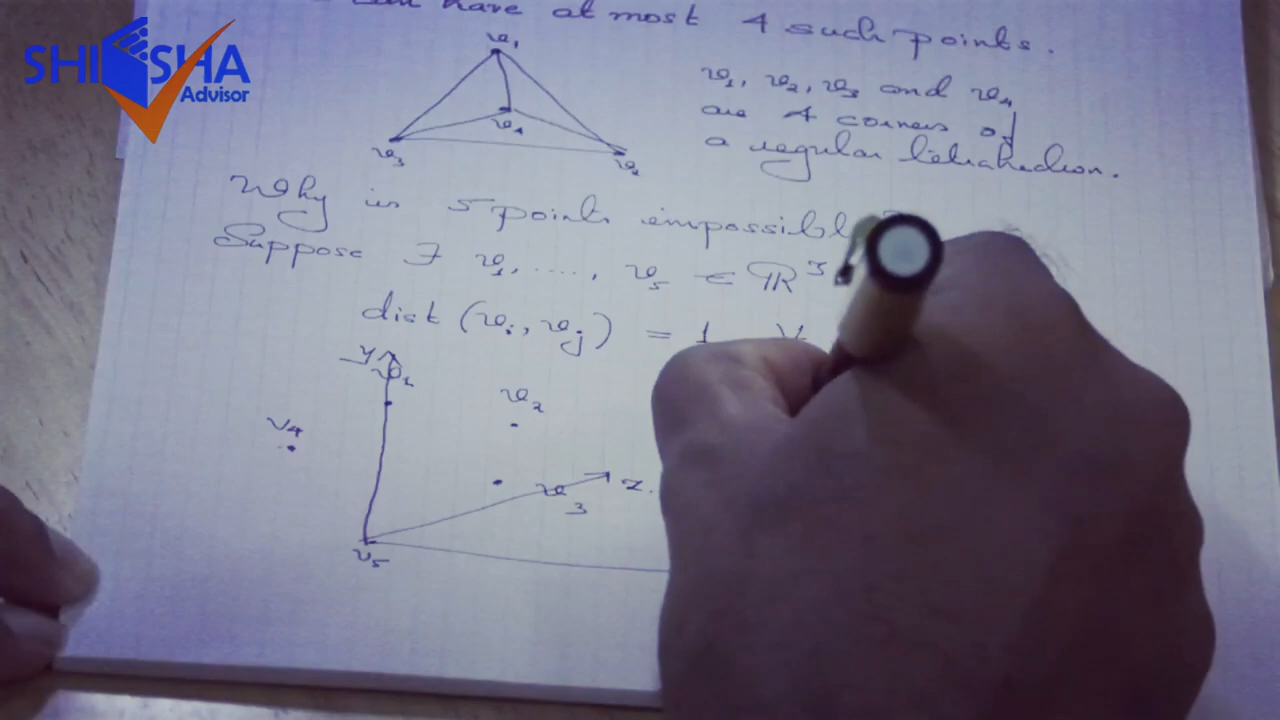 SHIKSHA
Advisor
can have at most 4 such points.
v₁
v₄
v₃
v₂
v₁, v₂, v₃ and v₄
are 4 corners of
a regular tetrahedron.
Why is 5 points impossible
Suppose ∃ v₁, ...., v₅ ∈ ℝ³
dist (vᵢ, vⱼ) = 1 ∀
y
v₁
v₂
v₄
v₃
z.
v₅